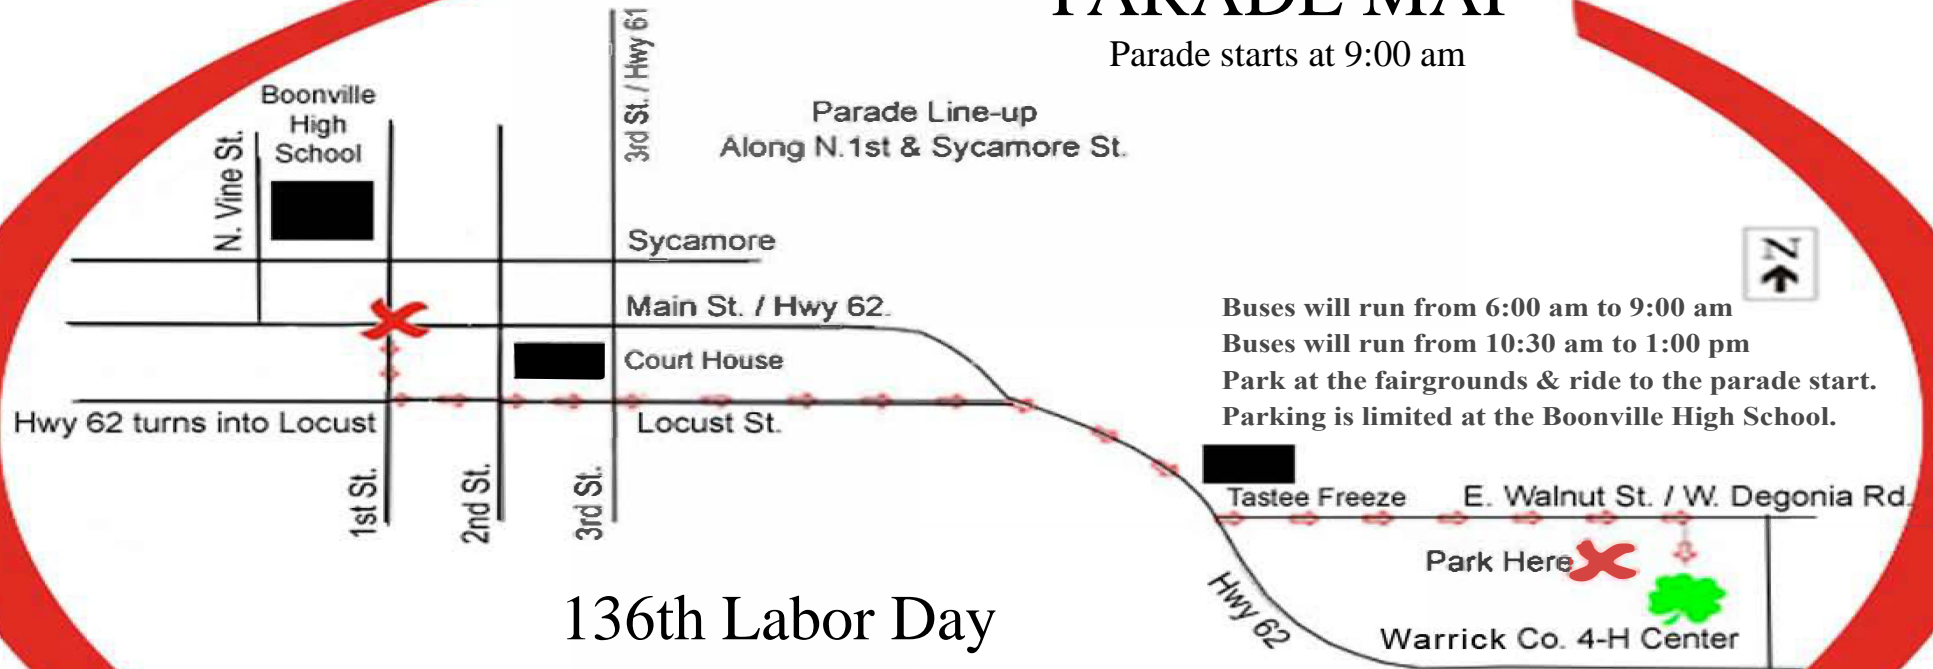 PARADE MAP
Parade starts at 9:00 am
3rd St. / Hwy 61
Boonville
High
School
Parade Line-up
Along N.1st & Sycamore St.
N. Vine St.
Sycamore
N
Main St. / Hwy 62.
Buses will run from 6:00 am to 9:00 am
Buses will run from 10:30 am to 1:00 pm
Park at the fairgrounds & ride to the parade start.
Parking is limited at the Boonville High School.
Court House
Hwy 62 turns into Locust
Locust St.
1st St.
2nd St.
3rd St.
Tastee Freeze
E. Walnut St. / W. Degonia Rd.
Park Here
Hwy 62
136th Labor Day
Warrick Co. 4-H Center